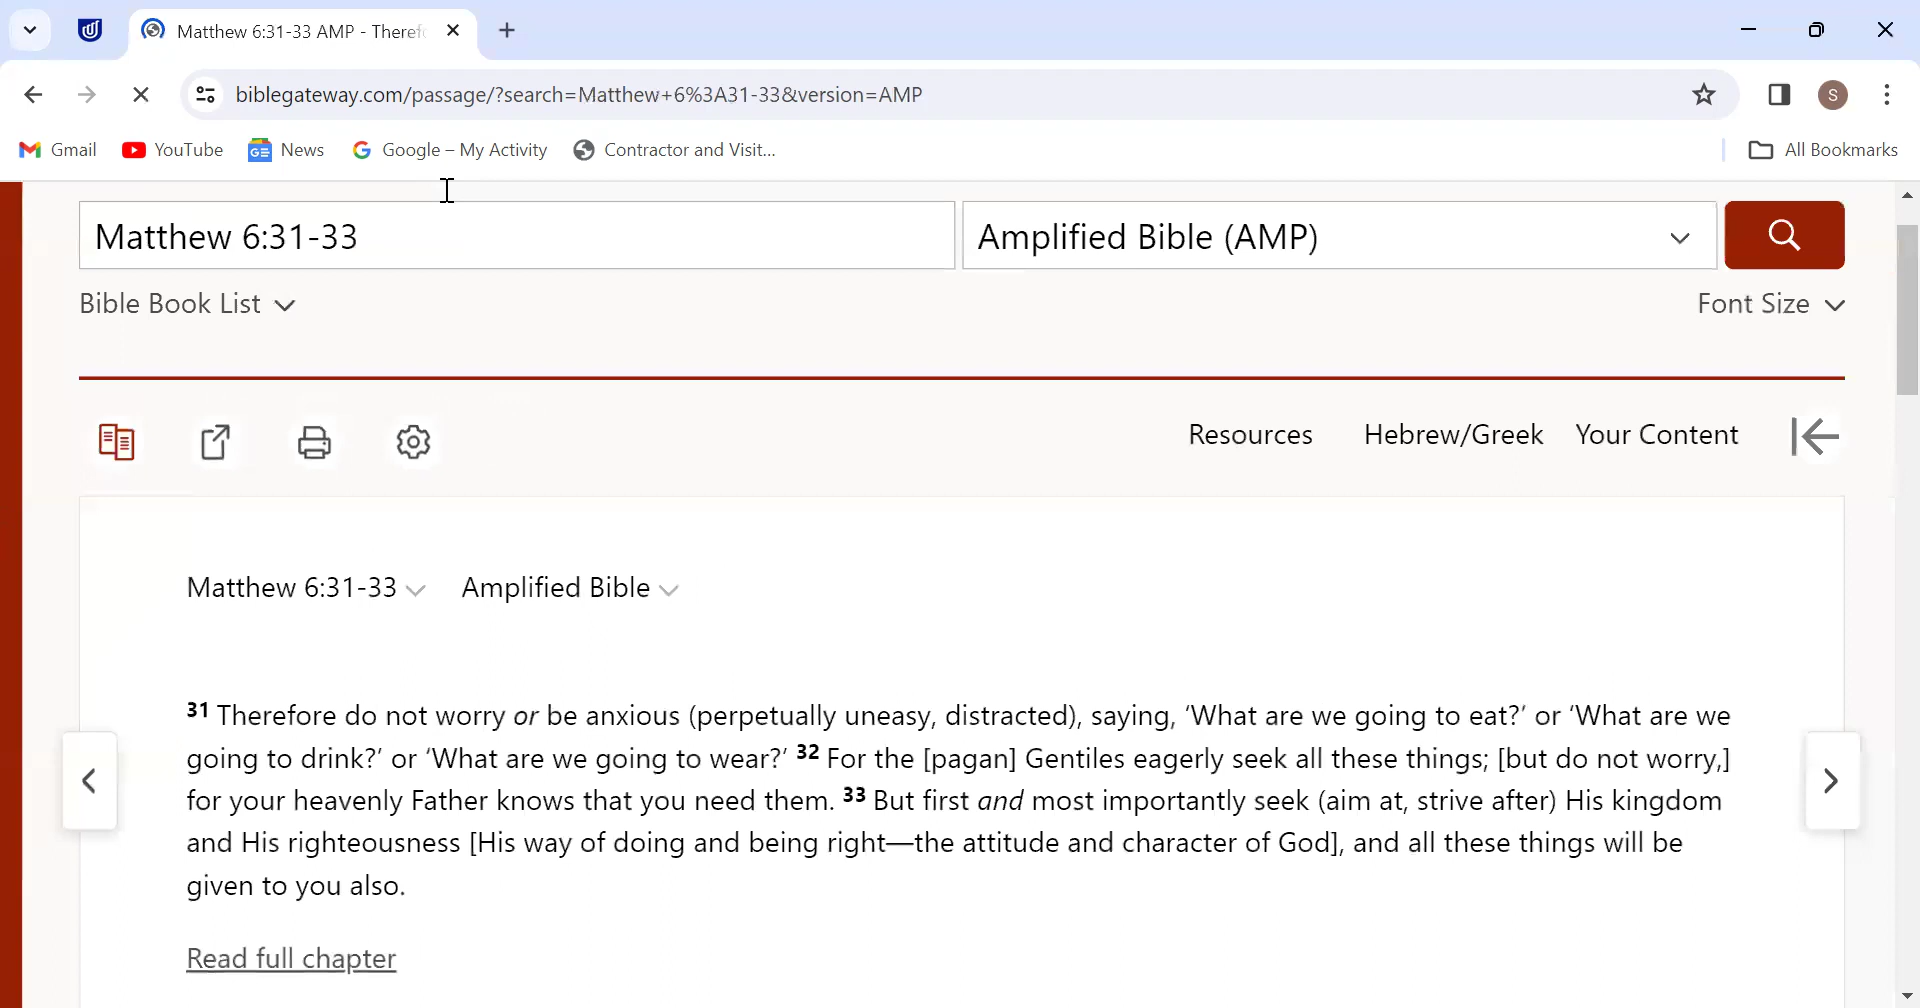 Matthew 6:31-33 AMP - Theref
biblegateway.com/passage/?search=Matthew+6%3A31-33&version=AMP
S
Gmail YouTube News Google – My Activity Contractor and Visit... All Bookmarks
Matthew 6:31-33 Amplified Bible (AMP)
Bible Book List Font Size
Resources Hebrew/Greek Your Content
Matthew 6:31-33 Amplified Bible
31 Therefore do not worry or be anxious (perpetually uneasy, distracted), saying, ‘What are we going to eat?’ or ‘What are we
going to drink?’ or ‘What are we going to wear?’ 32 For the [pagan] Gentiles eagerly seek all these things; [but do not worry,]
for your heavenly Father knows that you need them. 33 But first and most importantly seek (aim at, strive after) His kingdom
and His righteousness [His way of doing and being right—the attitude and character of God], and all these things will be
given to you also.
Read full chapter